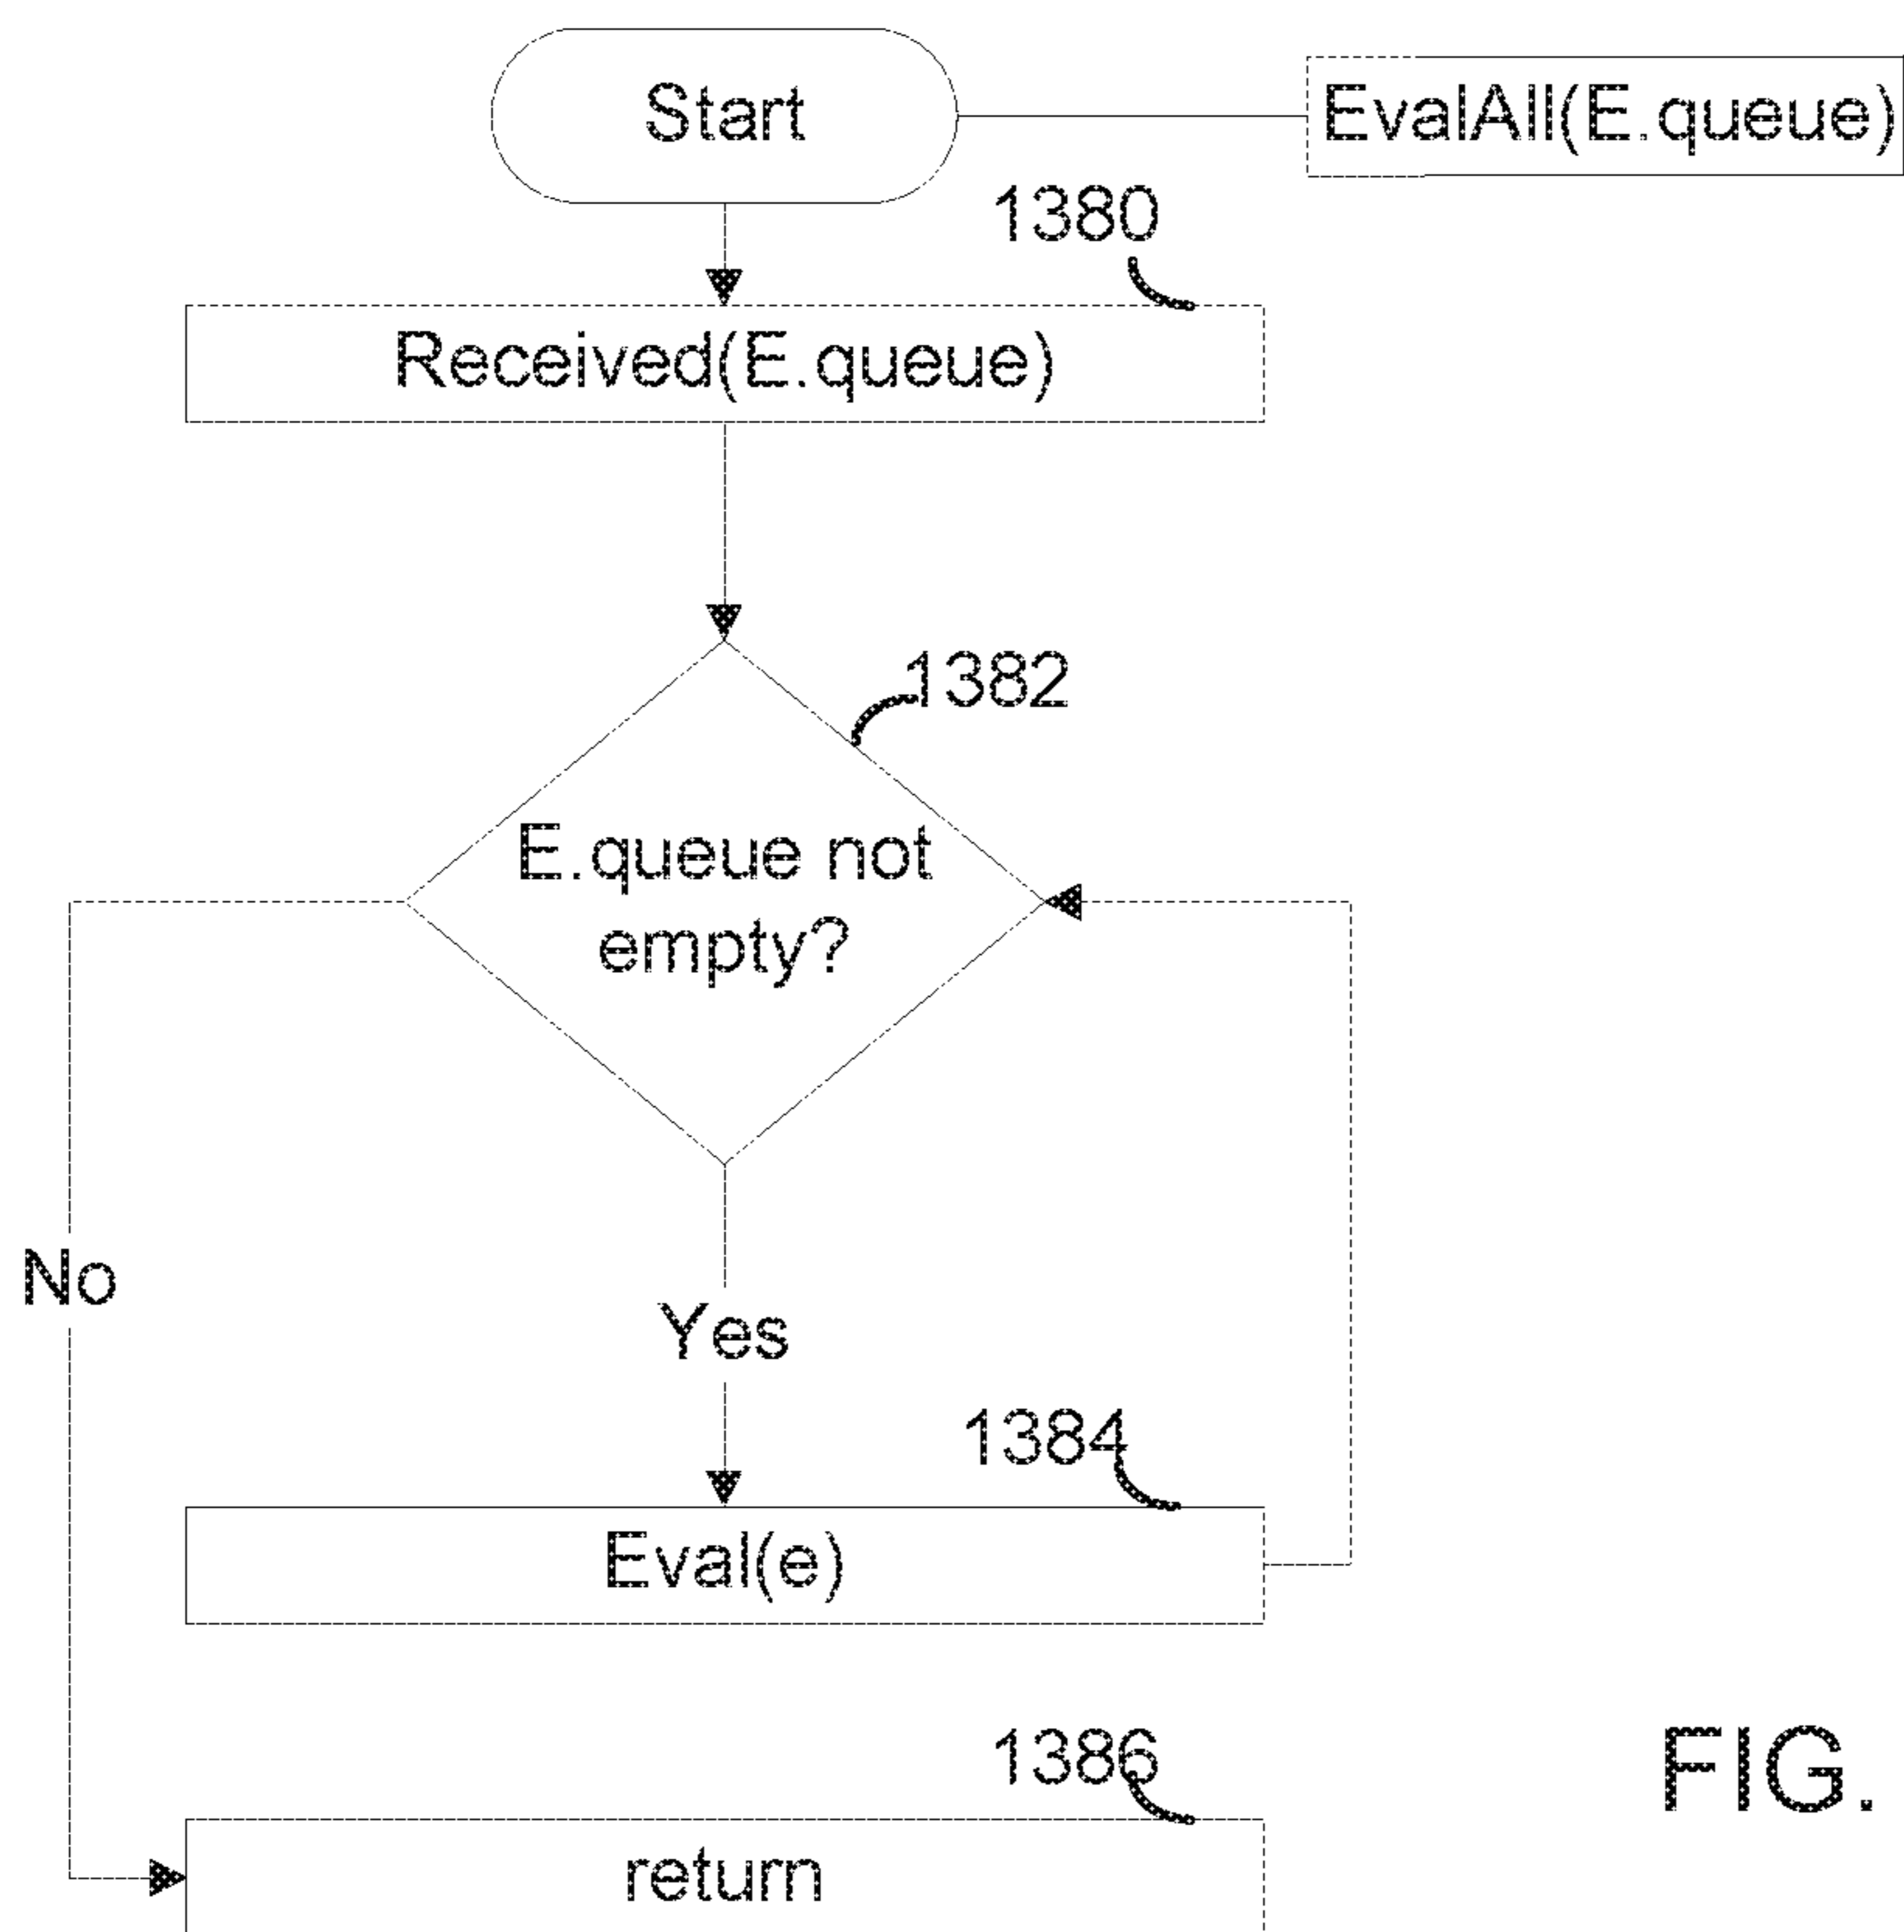 Start
EvalAll(E.queue)
1380
Received(E.queue)
1382
E.queue not
empty?
No
Yes
1384
Eval(e)
1386
FIG.
return